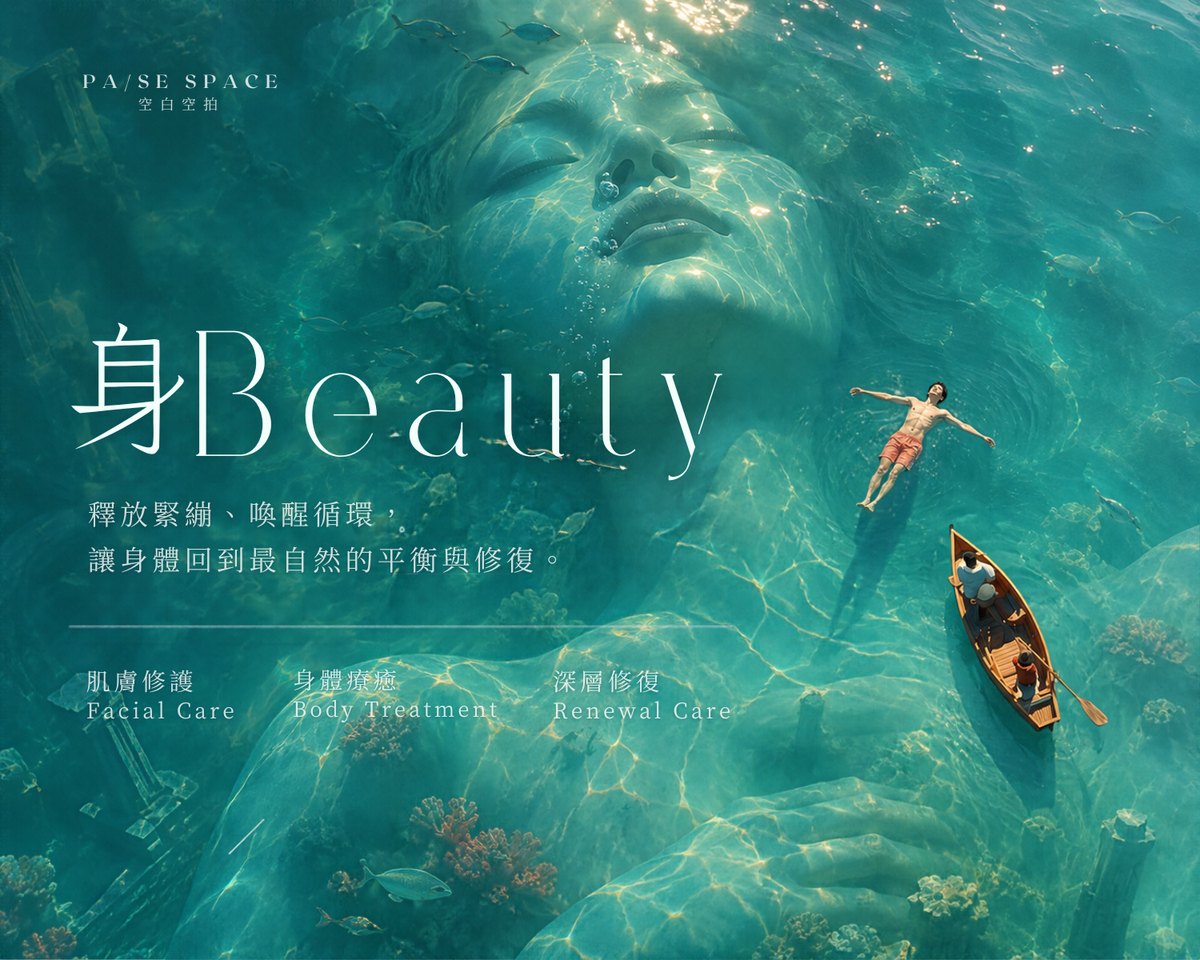 PA/SE SPACE
空白空拍
身Beauty
釋放緊繃、喚醒循環，
讓身體回到最自然的平衡與修復。
肌膚修護
Facial Care
身體療癒
Body Treatment
深層修復
Renewal Care